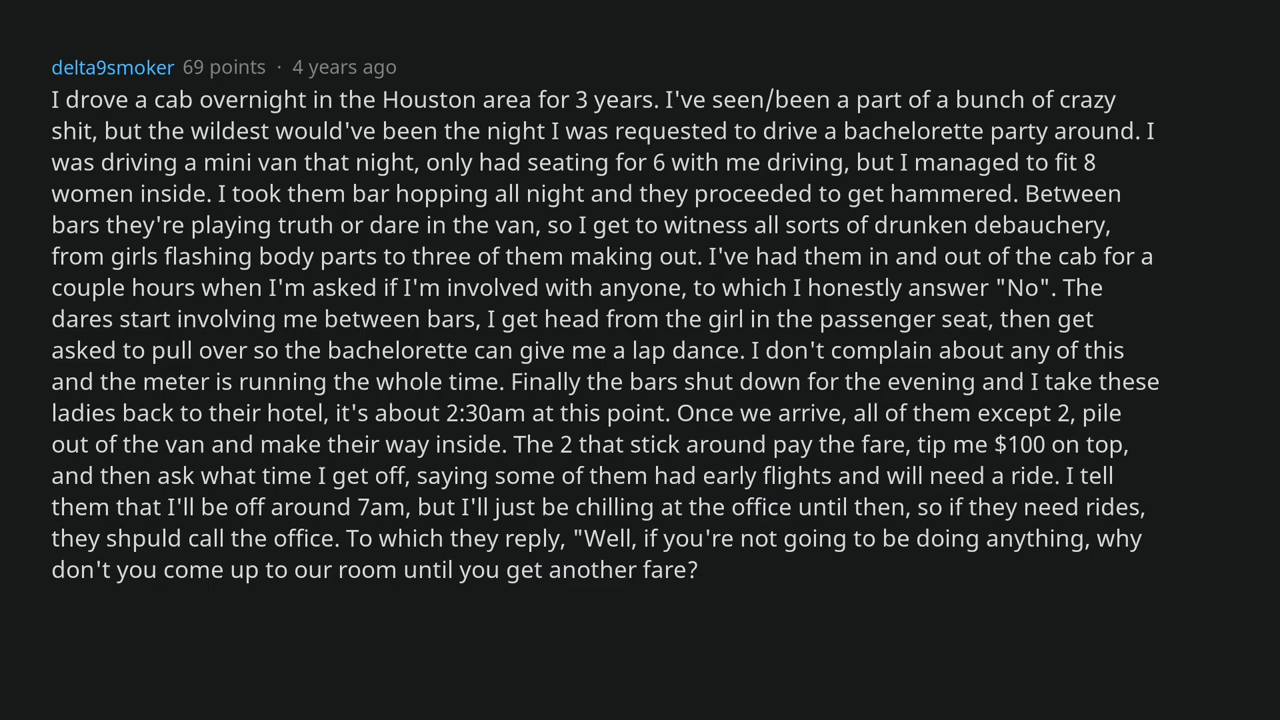 delta9smoker 69 points · 4 years ago
I drove a cab overnight in the Houston area for 3 years. I've seen/been a part of a bunch of crazy
shit, but the wildest would've been the night I was requested to drive a bachelorette party around. I
was driving a mini van that night, only had seating for 6 with me driving, but I managed to fit 8
women inside. I took them bar hopping all night and they proceeded to get hammered. Between
bars they're playing truth or dare in the van, so I get to witness all sorts of drunken debauchery,
from girls flashing body parts to three of them making out. I've had them in and out of the cab for a
couple hours when I'm asked if I'm involved with anyone, to which I honestly answer "No". The
dares start involving me between bars, I get head from the girl in the passenger seat, then get
asked to pull over so the bachelorette can give me a lap dance. I don't complain about any of this
and the meter is running the whole time. Finally the bars shut down for the evening and I take these
ladies back to their hotel, it's about 2:30am at this point. Once we arrive, all of them except 2, pile
out of the van and make their way inside. The 2 that stick around pay the fare, tip me $100 on top,
and then ask what time I get off, saying some of them had early flights and will need a ride. I tell
them that I'll be off around 7am, but I'll just be chilling at the office until then, so if they need rides,
they shpuld call the office. To which they reply, "Well, if you're not going to be doing anything, why
don't you come up to our room until you get another fare?